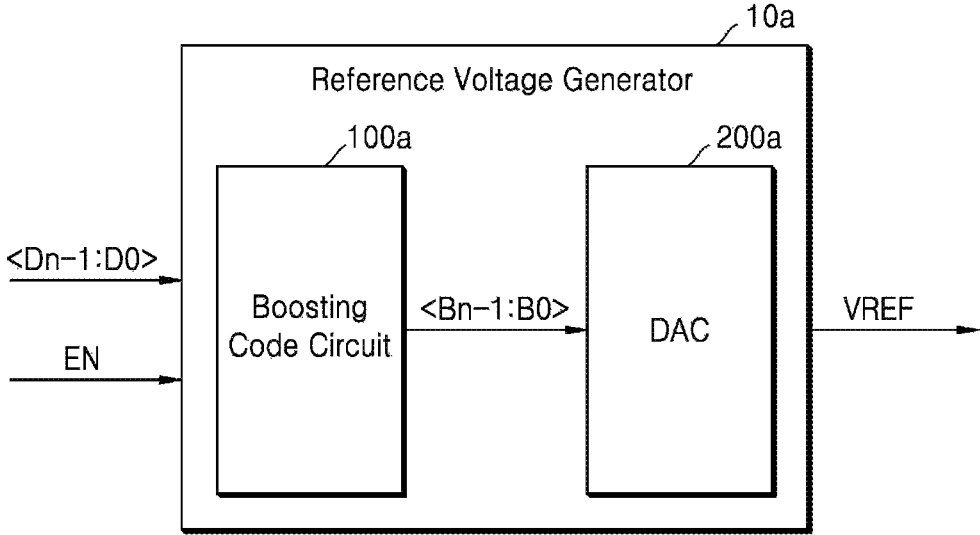 10a
Reference Voltage Generator
100a
200a
<Dn-1:D0>
EN
Boosting
Code Circuit
<Bn-1:B0>
DAC
VREF